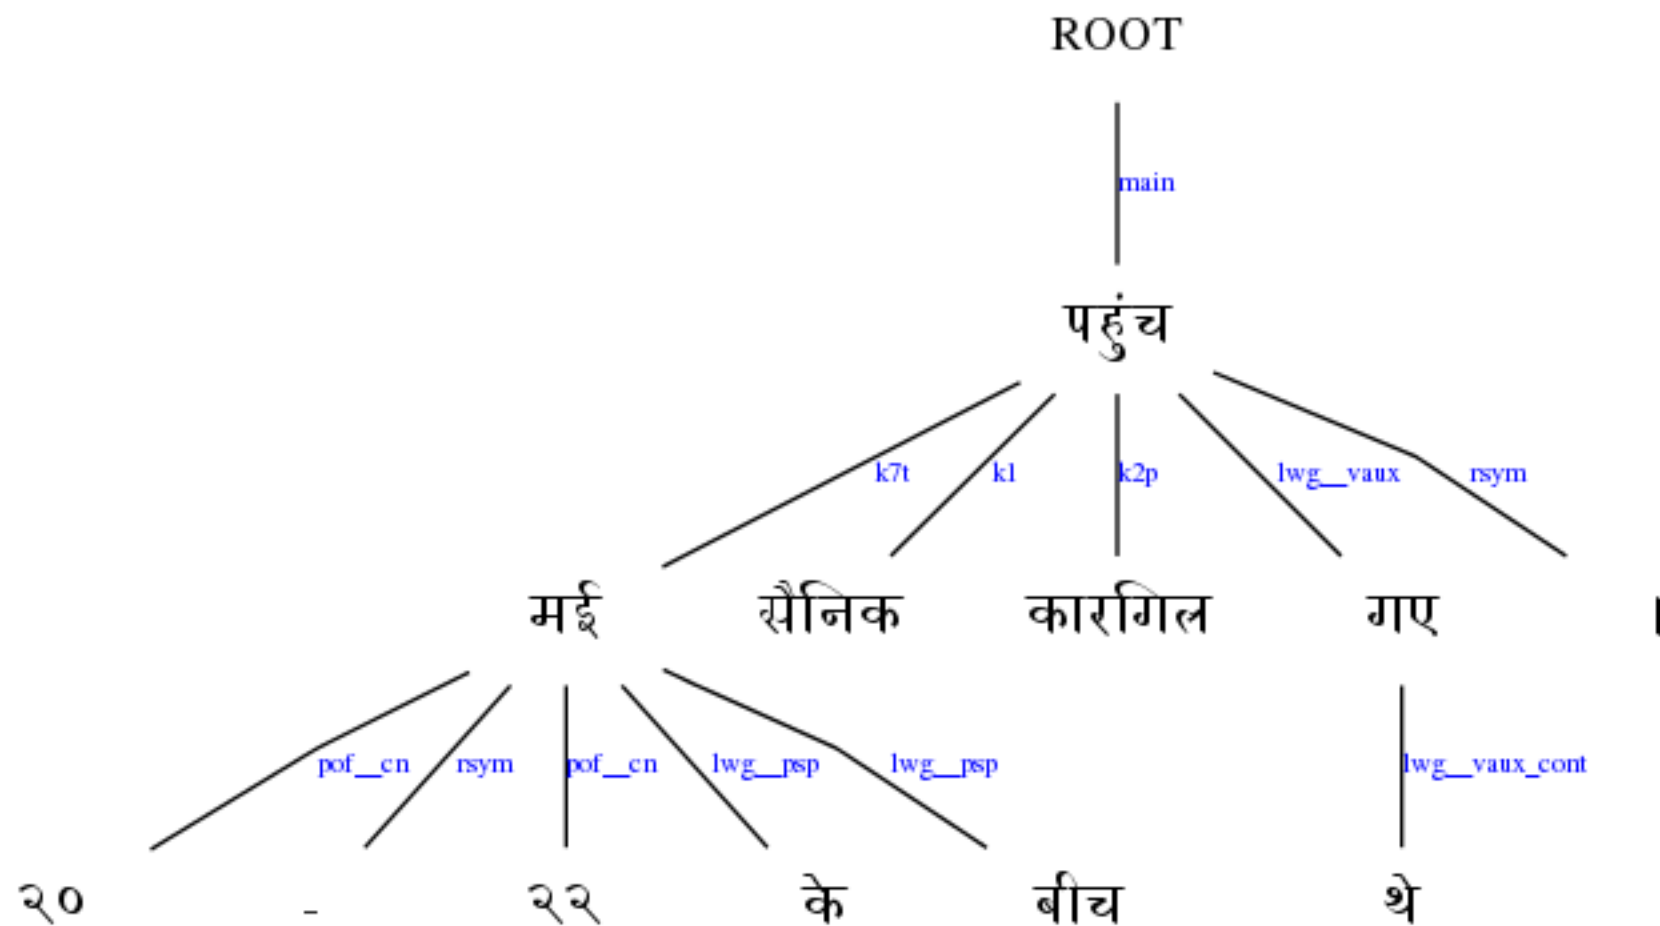 ROOT
main
पहुंच
k7t k1 k2p lwg__vaux rsym
मई सैनिक कारगिल गए ।
pof__cn rsym pof__cn lwg__psp lwg__psp lwg__vaux_cont
२० - २२ के बीच थे